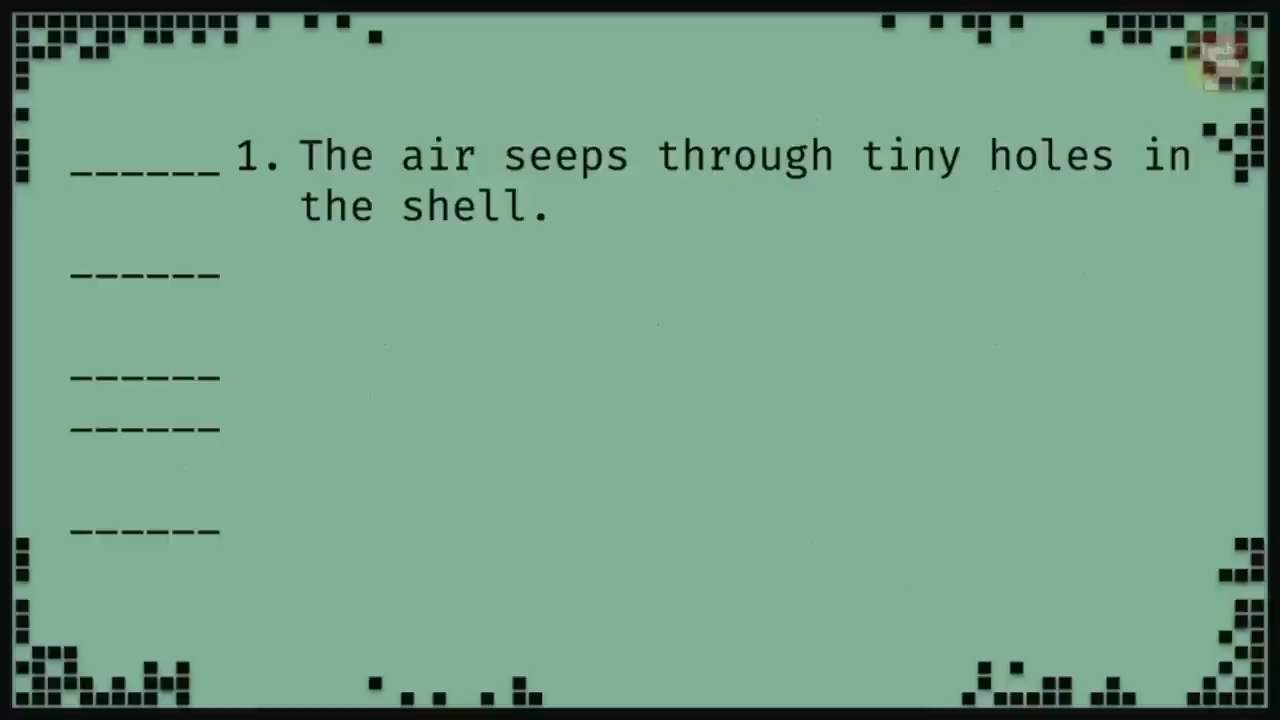 ______ 1. The air seeps through tiny holes in
the shell.
______
______
______
______